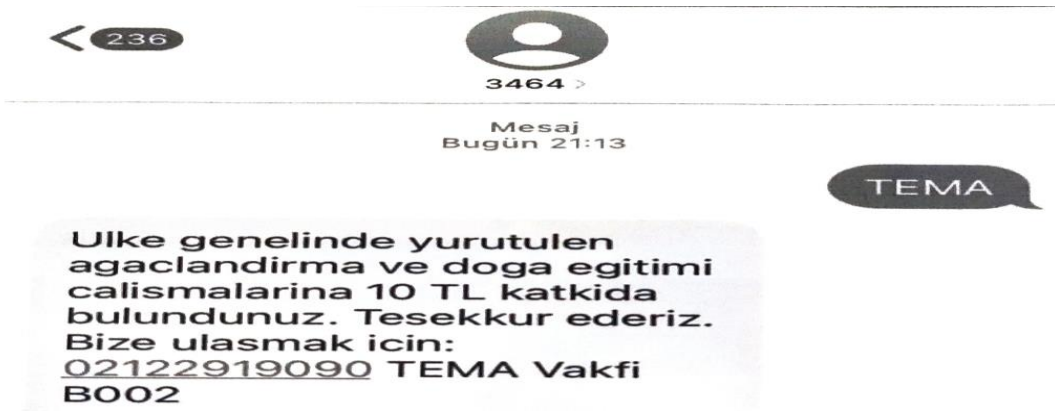 236
3464
Mesaj
Bugün 21:13
TEMA
Ulke genelinde yurutulen
agaclandirma ve doga egitimi
calismalarina 10 TL katkida
bulundunuz. Tesekkur ederiz.
Bize ulasmak icin:
02122919090 TEMA Vakfi
B002